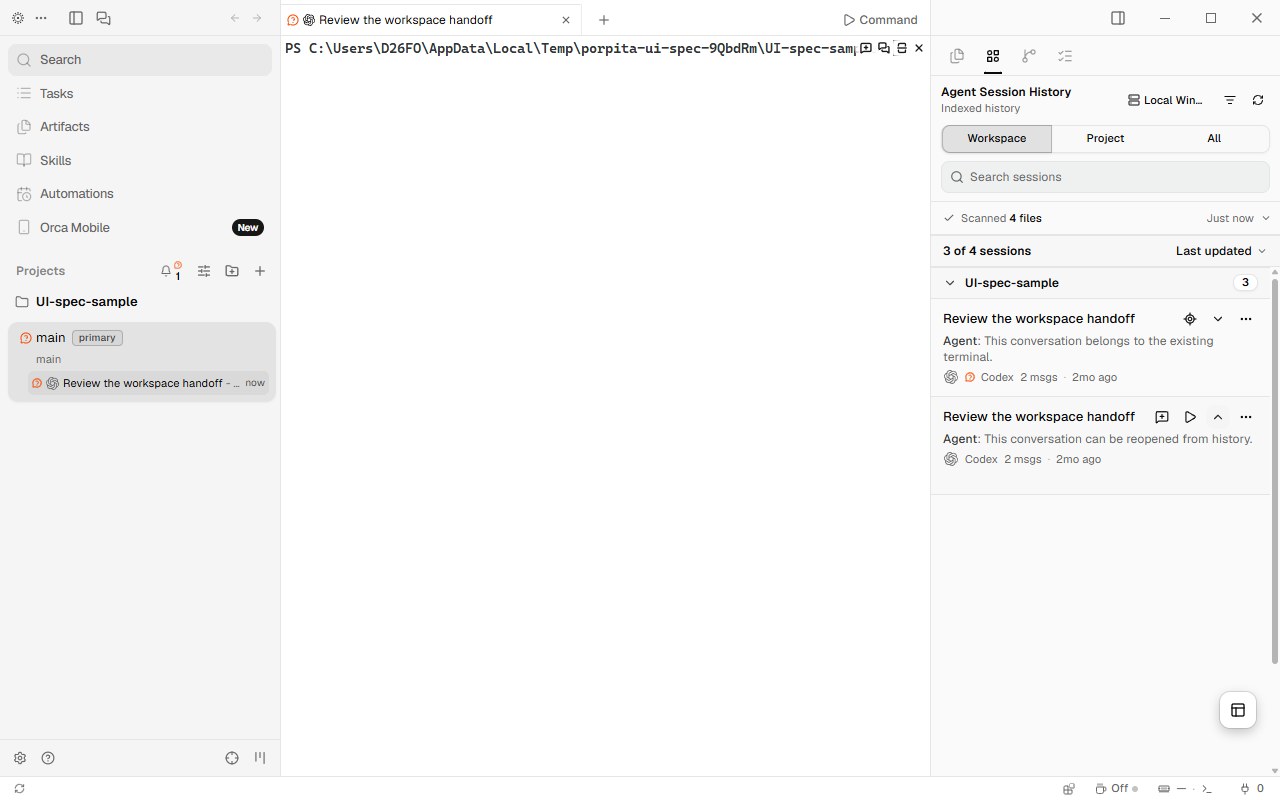 Review the workspace handoff
Command
Search
Tasks
Artifacts
Skills
Automations
Orca Mobile New
Projects 1
UI-spec-sample
main primary
main
Review the workspace handoff - ... now
PS C:\Users\D26FO\AppData\Local\Temp\porpita-ui-spec-9QbdRm\UI-spec-sam
Agent Session History
Indexed history
Local Win...
Workspace Project All
Search sessions
Scanned 4 files Just now
3 of 4 sessions Last updated
UI-spec-sample 3
Review the workspace handoff
Agent: This conversation belongs to the existing
terminal.
Codex 2 msgs · 2mo ago
Review the workspace handoff
Agent: This conversation can be reopened from history.
Codex 2 msgs · 2mo ago
Off — · 0